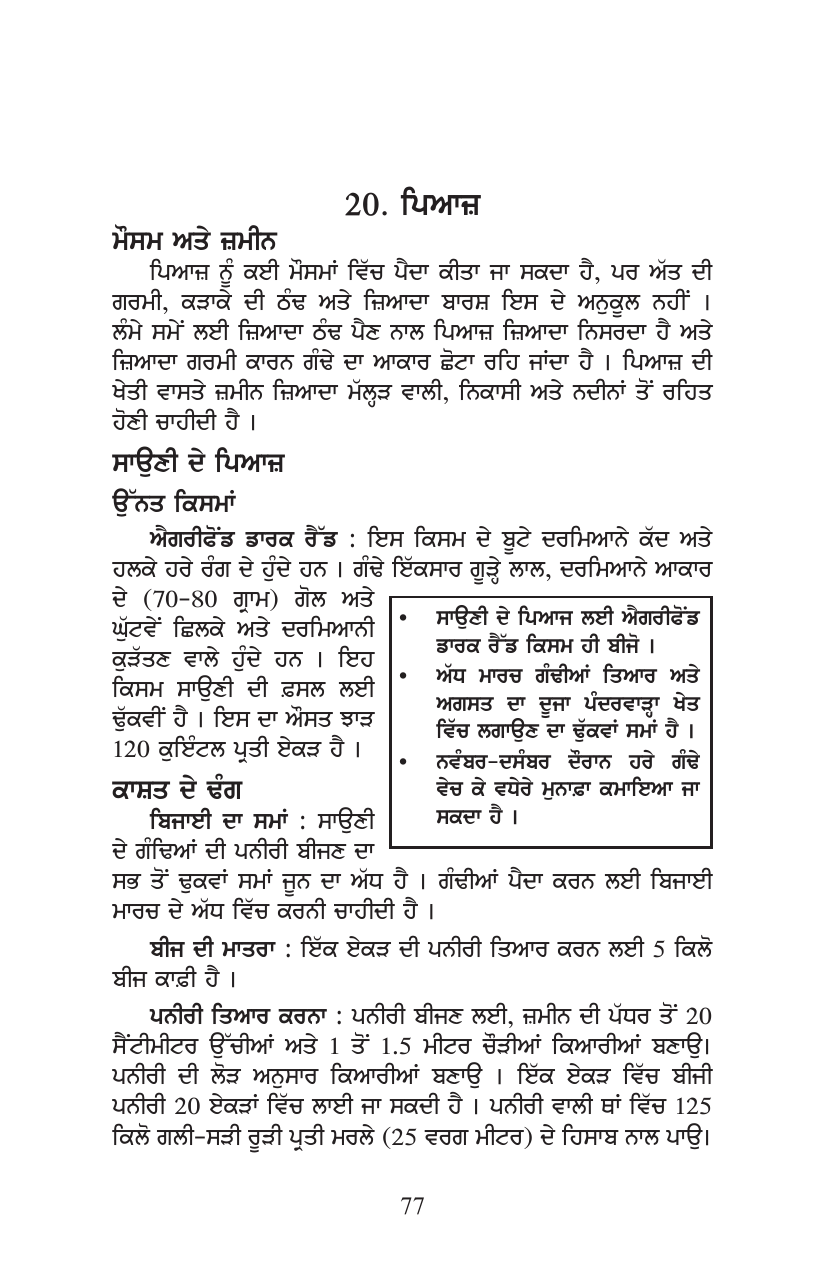 20. ਪਿਆਜ਼
ਮੌਸਮ ਅਤੇ ਜ਼ਮੀਨ
ਪਿਆਜ਼ ਨੂੰ ਕਈ ਮੌਸਮਾਂ ਵਿੱਚ ਪੈਦਾ ਕੀਤਾ ਜਾ ਸਕਦਾ ਹੈ, ਪਰ ਅੱਤ ਦੀ
ਗਰਮੀ, ਕੜਾਕੇ ਦੀ ਠੰਢ ਅਤੇ ਜ਼ਿਆਦਾ ਬਾਰਸ਼ ਇਸ ਦੇ ਅਨੁਕੂਲ ਨਹੀਂ ।
ਲੰਮੇ ਸਮੇਂ ਲਈ ਜ਼ਿਆਦਾ ਠੰਢ ਪੈਣ ਨਾਲ ਪਿਆਜ਼ ਜ਼ਿਆਦਾ ਨਿਸਰਦਾ ਹੈ ਅਤੇ
ਜ਼ਿਆਦਾ ਗਰਮੀ ਕਾਰਨ ਗੰਢੇ ਦਾ ਆਕਾਰ ਛੋਟਾ ਰਹਿ ਜਾਂਦਾ ਹੈ । ਪਿਆਜ਼ ਦੀ
ਖੇਤੀ ਵਾਸਤੇ ਜ਼ਮੀਨ ਜ਼ਿਆਦਾ ਮੱਲ੍ਹੜ ਵਾਲੀ, ਨਿਕਾਸੀ ਅਤੇ ਨਦੀਨਾਂ ਤੋਂ ਰਹਿਤ
ਹੋਣੀ ਚਾਹੀਦੀ ਹੈ ।
ਸਾਉਣੀ ਦੇ ਪਿਆਜ਼
ਉੱਨਤ ਕਿਸਮਾਂ
ਐਗਰੀਫੋਂਡ ਡਾਰਕ ਰੈੱਡ : ਇਸ ਕਿਸਮ ਦੇ ਬੂਟੇ ਦਰਮਿਆਨੇ ਕੱਦ ਅਤੇ
ਹਲਕੇ ਹਰੇ ਰੰਗ ਦੇ ਹੁੰਦੇ ਹਨ । ਗੰਢੇ ਇੱਕਸਾਰ ਗੂੜ੍ਹੇ ਲਾਲ, ਦਰਮਿਆਨੇ ਆਕਾਰ
ਦੇ (70-80 ਗ੍ਰਾਮ) ਗੋਲ ਅਤੇ
ਘੁੱਟਵੇਂ ਛਿਲਕੇ ਅਤੇ ਦਰਮਿਆਨੀ
ਕੁੜੱਤਣ ਵਾਲੇ ਹੁੰਦੇ ਹਨ । ਇਹ
ਕਿਸਮ ਸਾਉਣੀ ਦੀ ਫ਼ਸਲ ਲਈ
ਢੁੱਕਵੀਂ ਹੈ । ਇਸ ਦਾ ਔਸਤ ਝਾੜ
120 ਕੁਇੰਟਲ ਪ੍ਰਤੀ ਏਕੜ ਹੈ ।
• ਸਾਉਣੀ ਦੇ ਪਿਆਜ ਲਈ ਐਗਰੀਫੋਂਡ
ਡਾਰਕ ਰੈੱਡ ਕਿਸਮ ਹੀ ਬੀਜੋ ।
• ਅੱਧ ਮਾਰਚ ਗੰਢੀਆਂ ਤਿਆਰ ਅਤੇ
ਅਗਸਤ ਦਾ ਦੂਜਾ ਪੰਦਰਵਾੜ੍ਹਾ ਖੇਤ
ਵਿੱਚ ਲਗਾਉਣ ਦਾ ਢੁੱਕਵਾਂ ਸਮਾਂ ਹੈ ।
• ਨਵੰਬਰ-ਦਸੰਬਰ ਦੌਰਾਨ ਹਰੇ ਗੰਢੇ
ਵੇਚ ਕੇ ਵਧੇਰੇ ਮੁਨਾਫ਼ਾ ਕਮਾਇਆ ਜਾ
ਸਕਦਾ ਹੈ ।
ਕਾਸ਼ਤ ਦੇ ਢੰਗ
ਬਿਜਾਈ ਦਾ ਸਮਾਂ : ਸਾਉਣੀ
ਦੇ ਗੰਢਿਆਂ ਦੀ ਪਨੀਰੀ ਬੀਜਣ ਦਾ
ਸਭ ਤੋਂ ਢੁਕਵਾਂ ਸਮਾਂ ਜੂਨ ਦਾ ਅੱਧ ਹੈ । ਗੰਢੀਆਂ ਪੈਦਾ ਕਰਨ ਲਈ ਬਿਜਾਈ
ਮਾਰਚ ਦੇ ਅੱਧ ਵਿੱਚ ਕਰਨੀ ਚਾਹੀਦੀ ਹੈ ।
ਬੀਜ ਦੀ ਮਾਤਰਾ : ਇੱਕ ਏਕੜ ਦੀ ਪਨੀਰੀ ਤਿਆਰ ਕਰਨ ਲਈ 5 ਕਿਲੋ
ਬੀਜ ਕਾਫ਼ੀ ਹੈ ।
ਪਨੀਰੀ ਤਿਆਰ ਕਰਨਾ : ਪਨੀਰੀ ਬੀਜਣ ਲਈ, ਜ਼ਮੀਨ ਦੀ ਪੱਧਰ ਤੋਂ 20
ਸੈਂਟੀਮੀਟਰ ਉੱਚੀਆਂ ਅਤੇ 1 ਤੋਂ 1.5 ਮੀਟਰ ਚੌੜੀਆਂ ਕਿਆਰੀਆਂ ਬਣਾਉ।
ਪਨੀਰੀ ਦੀ ਲੋੜ ਅਨੁਸਾਰ ਕਿਆਰੀਆਂ ਬਣਾਉ । ਇੱਕ ਏਕੜ ਵਿੱਚ ਬੀਜੀ
ਪਨੀਰੀ 20 ਏਕੜਾਂ ਵਿੱਚ ਲਾਈ ਜਾ ਸਕਦੀ ਹੈ । ਪਨੀਰੀ ਵਾਲੀ ਥਾਂ ਵਿੱਚ 125
ਕਿਲੋ ਗਲੀ-ਸੜੀ ਰੂੜੀ ਪ੍ਰਤੀ ਮਰਲੇ (25 ਵਰਗ ਮੀਟਰ) ਦੇ ਹਿਸਾਬ ਨਾਲ ਪਾਉ।
77